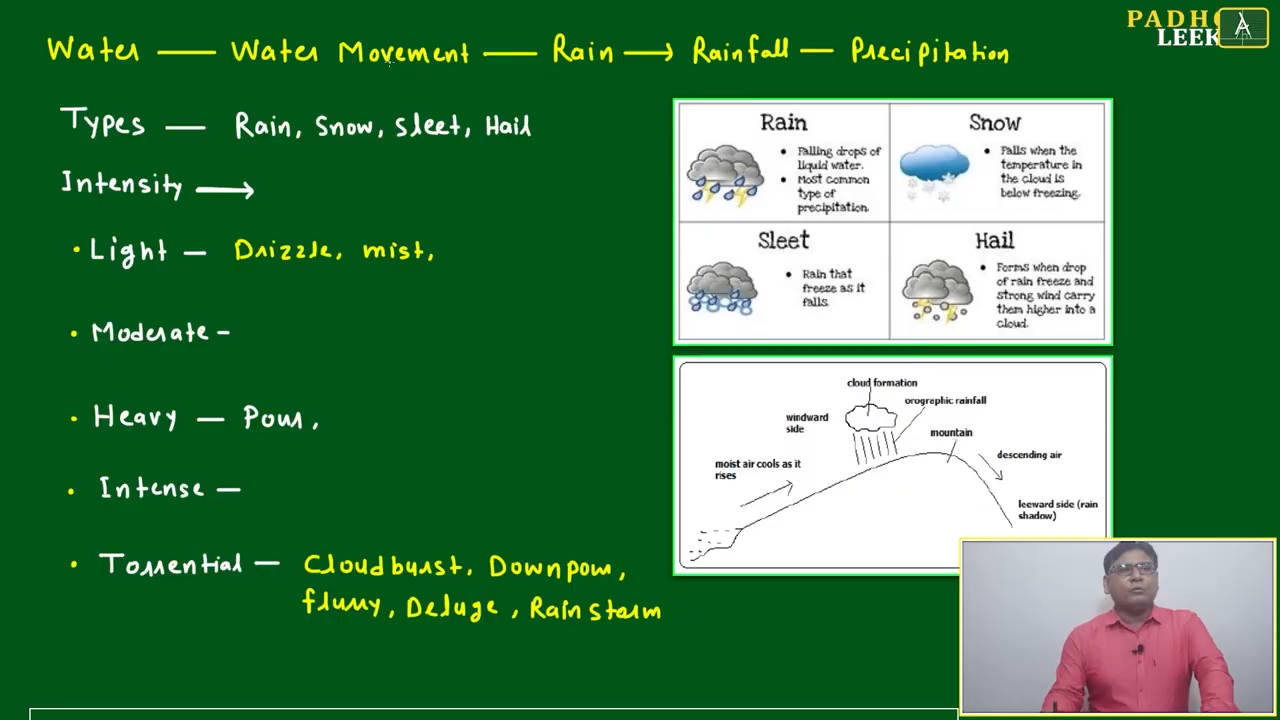 PADHO
LEEK
Water — Water Movement — Rain → Rainfall — Precipitation
Types — Rain, Snow, Sleet, Hail
Intensity →
• Light — Drizzle, mist,
• Moderate -
• Heavy — Pour,
• Intense —
• Torrential — Cloudburst, Downpour,
flurry, Deluge, Rainstorm
Rain
• Falling drops of
liquid water.
• Most common
type of
precipitation.
Snow
• Falls when the
temperature in
the cloud is
below freezing.
Sleet
• Rain that
freeze as it
falls.
Hail
• Forms when drop
of rain freeze and
strong wind carry
them higher into a
cloud.
cloud formation
orographic rainfall
windward
side
mountain
descending air
moist air cools as it
rises
leeward side (rain
shadow)